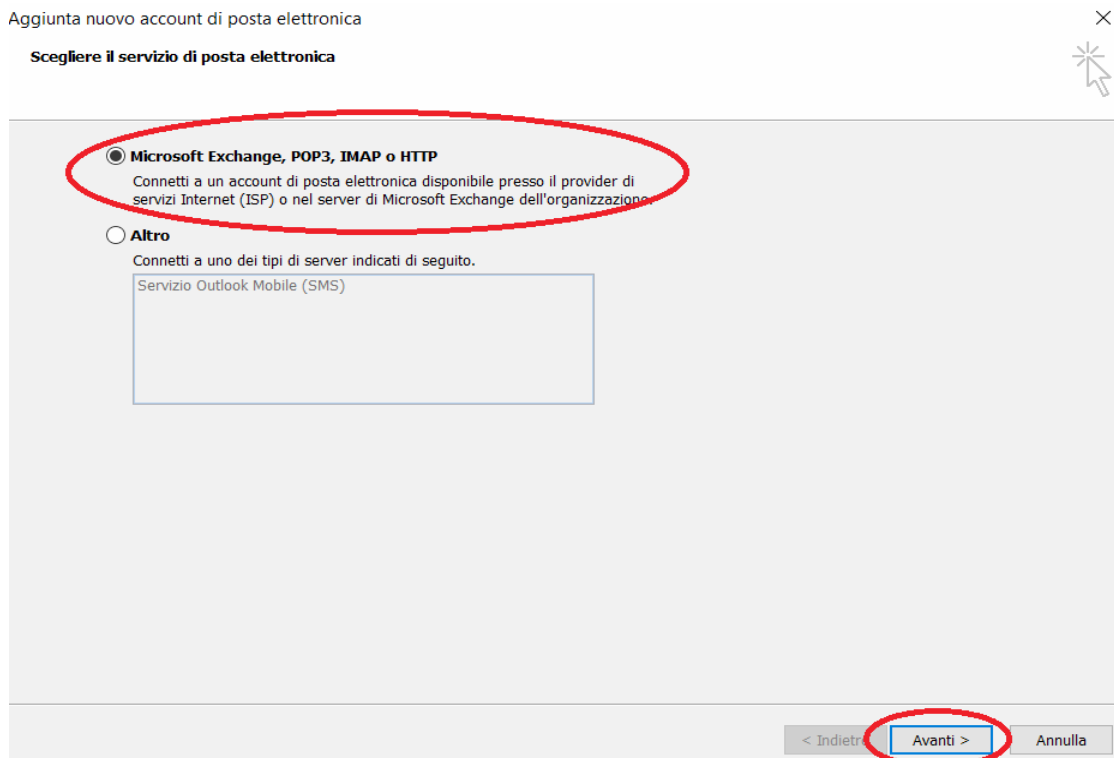 Aggiunta nuovo account di posta elettronica
Scegliere il servizio di posta elettronica
Microsoft Exchange, POP3, IMAP o HTTP
Connetti a un account di posta elettronica disponibile presso il provider di
servizi Internet (ISP) o nel server di Microsoft Exchange dell'organizzazione.
Altro
Connetti a uno dei tipi di server indicati di seguito.
Servizio Outlook Mobile (SMS)
< Indietro Avanti > Annulla